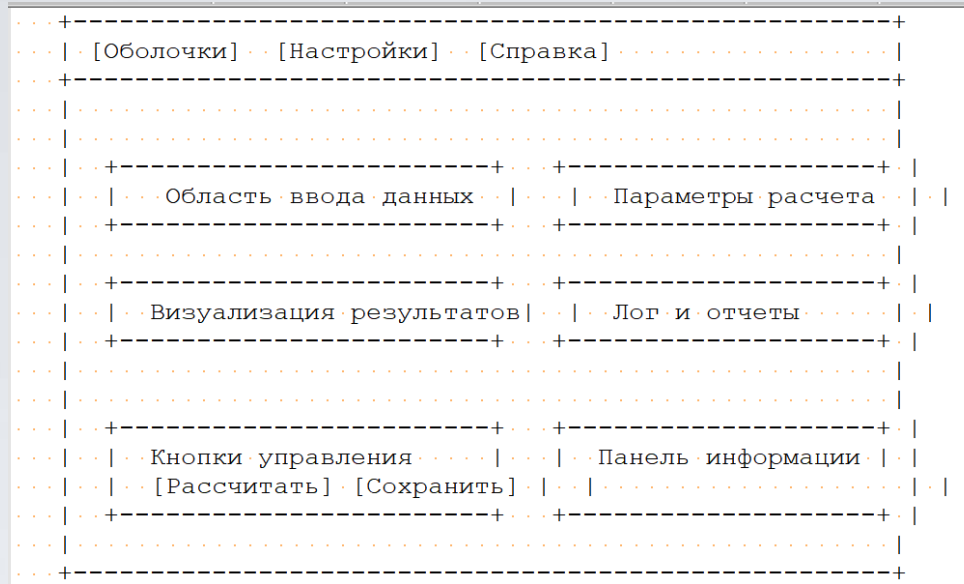 [Оболочки] [Настройки] [Справка]
Область ввода данных Параметры расчета
Визуализация результатов Лог и отчеты
Кнопки управления Панель информации
[Рассчитать] [Сохранить]